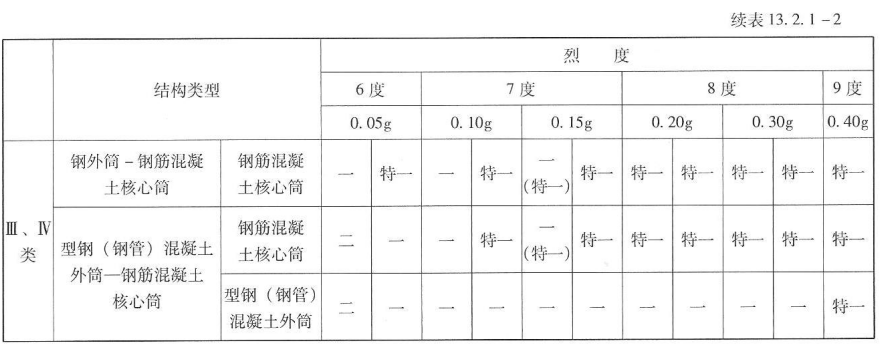 续表13.2.1-2
结构类型 烈 度
6度 7度 8度 9度
0.05g 0.10g 0.15g 0.20g 0.30g 0.40g
Ⅲ、Ⅳ类
钢外筒-钢筋混凝
土核心筒
钢筋混凝
土核心筒
一 特一 一 特一 一(特一) 特一 特一 特一 特一 特一 特一
型钢(钢管)混凝土
外筒—钢筋混凝土
核心筒
钢筋混凝
土核心筒
二 一 一 特一 一(特一) 特一 特一 特一 特一 特一 特一
型钢(钢管)
混凝土外筒
二 一 一 一 一 一 一 一 一 一 特一